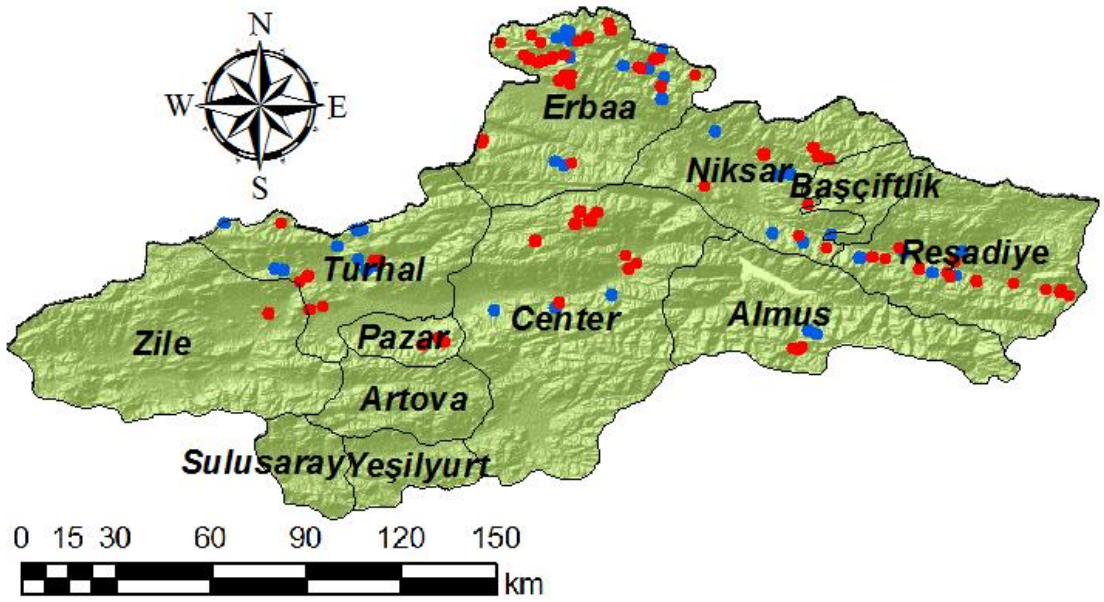 N
W E
S
Erbaa
Niksar
Başçiftlik
Reşadiye
Turhal
Center
Almus
Zile
Pazar
Artova
Sulusaray
Yeşilyurt
0 15 30 60 90 120 150
km